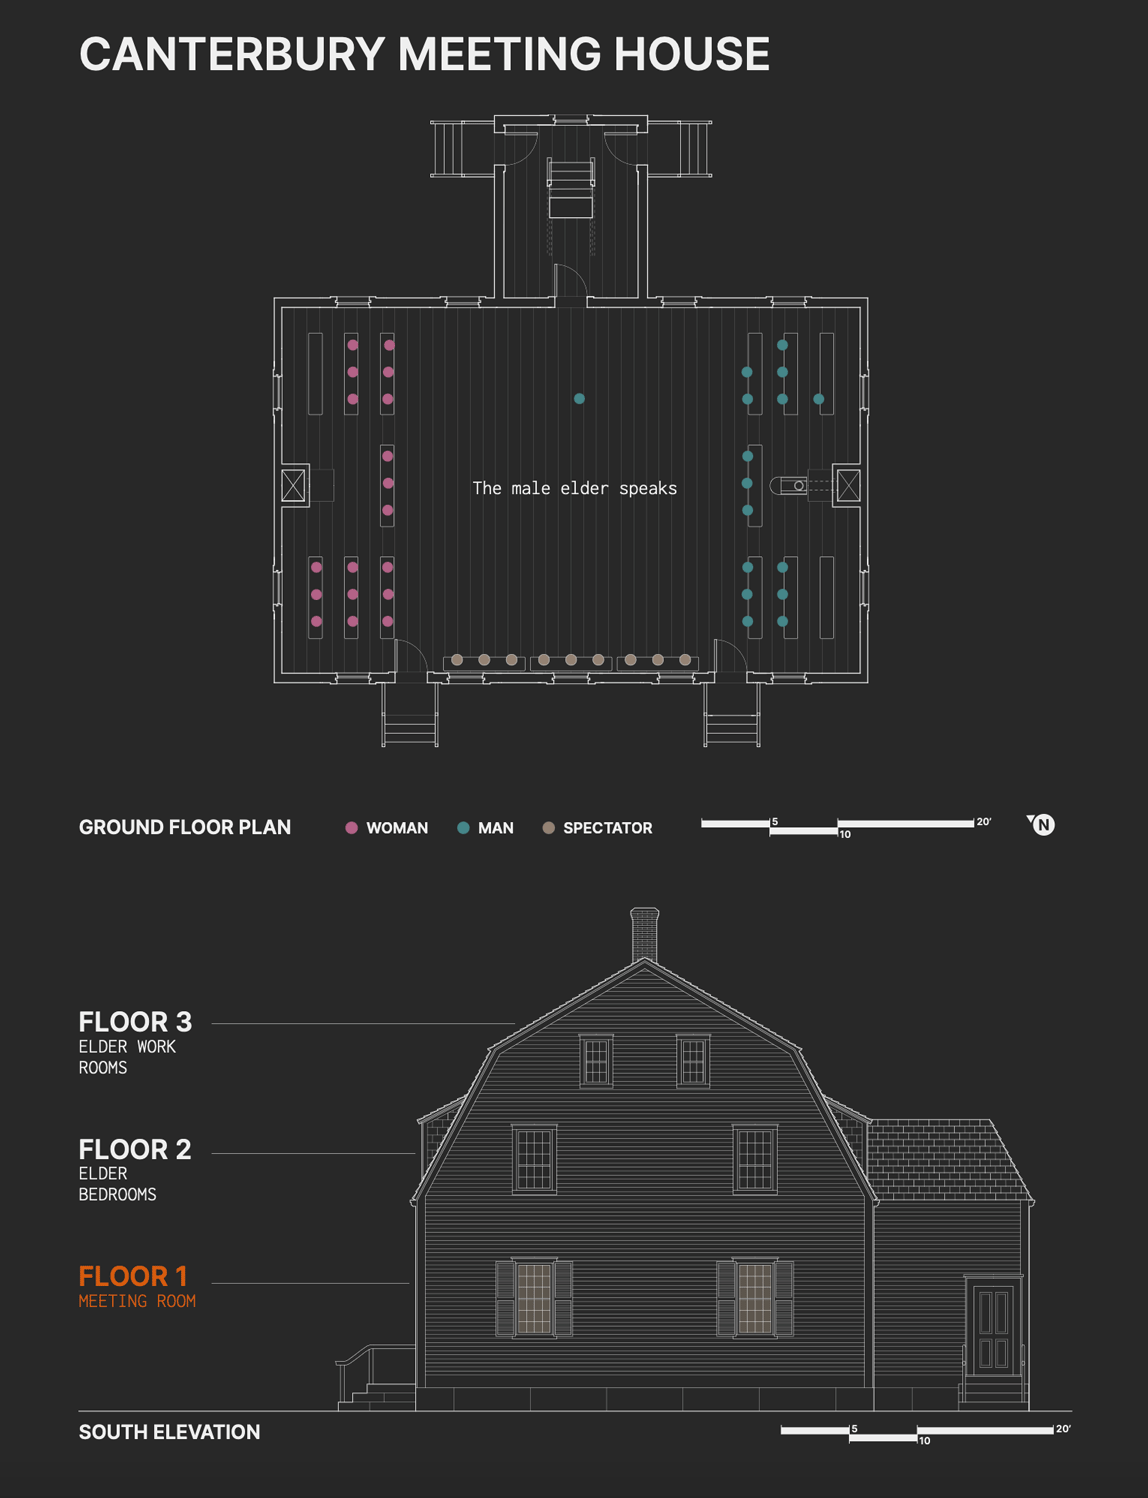 CANTERBURY MEETING HOUSE
The male elder speaks
GROUND FLOOR PLAN
WOMAN
MAN
SPECTATOR
5
10
20’
N
FLOOR 3
ELDER WORK
ROOMS
FLOOR 2
ELDER
BEDROOMS
FLOOR 1
MEETING ROOM
SOUTH ELEVATION
5
10
20’